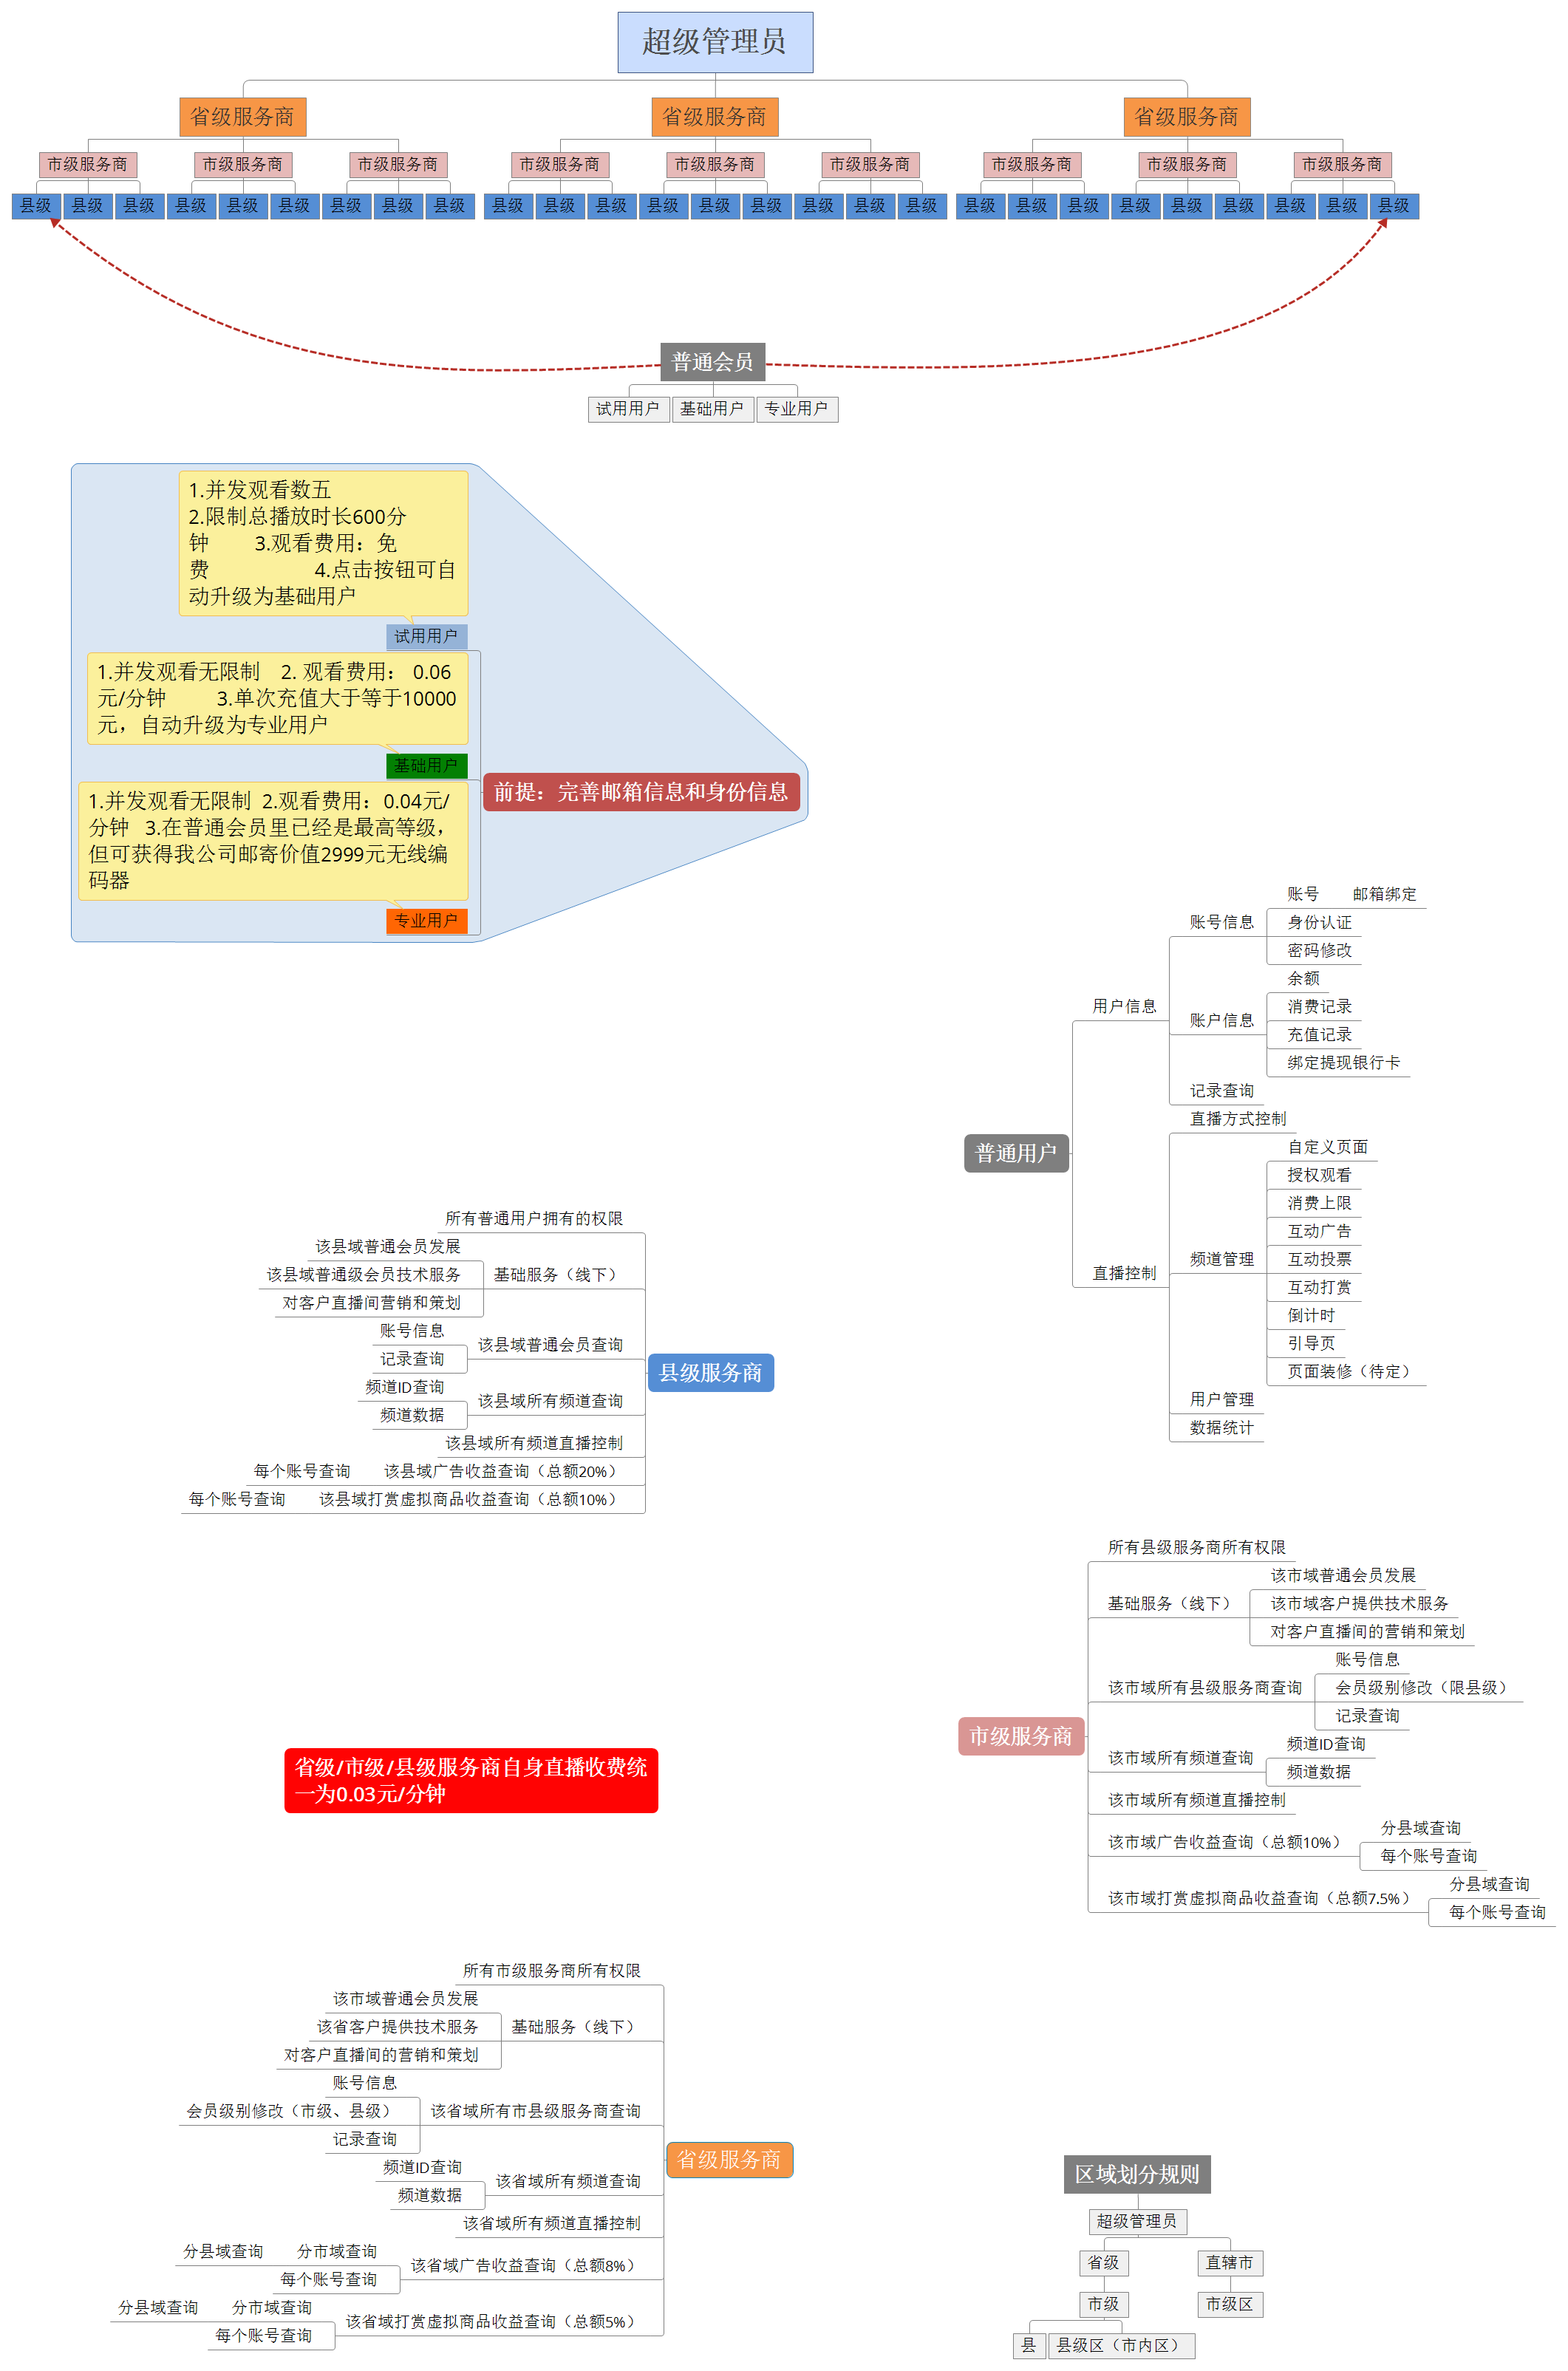 超级管理员
省级服务商 省级服务商 省级服务商
市级服务商 市级服务商 市级服务商 市级服务商 市级服务商 市级服务商 市级服务商 市级服务商 市级服务商
县级 县级 县级 县级 县级 县级 县级 县级 县级 县级 县级 县级 县级 县级 县级 县级 县级 县级 县级 县级 县级 县级 县级 县级 县级 县级 县级
普通会员
试用用户 基础用户 专业用户
1.并发观看数五
2.限制总播放时长600分
钟 3.观看费用：免
费 4.点击按钮可自
动升级为基础用户
试用用户
1.并发观看无限制 2. 观看费用： 0.06
元/分钟 3.单次充值大于等于10000
元，自动升级为专业用户
基础用户
前提：完善邮箱信息和身份信息
1.并发观看无限制 2.观看费用：0.04元/
分钟 3.在普通会员里已经是最高等级，
但可获得我公司邮寄价值2999元无线编
码器
专业用户
普通用户
用户信息
账号信息
账号 邮箱绑定
身份认证
密码修改
账户信息
余额
消费记录
充值记录
绑定提现银行卡
记录查询
直播控制
直播方式控制
频道管理
自定义页面
授权观看
消费上限
互动广告
互动投票
互动打赏
倒计时
引导页
页面装修（待定）
用户管理
数据统计
县级服务商
所有普通用户拥有的权限
基础服务（线下）
该县域普通会员发展
该县域普通级会员技术服务
对客户直播间营销和策划
该县域普通会员查询
账号信息
记录查询
该县域所有频道查询
频道ID查询
频道数据
该县域所有频道直播控制
每个账号查询 该县域广告收益查询（总额20%）
每个账号查询 该县域打赏虚拟商品收益查询（总额10%）
市级服务商
所有县级服务商所有权限
基础服务（线下）
该市域普通会员发展
该市域客户提供技术服务
对客户直播间的营销和策划
该市域所有县级服务商查询
账号信息
会员级别修改（限县级）
记录查询
该市域所有频道查询
频道ID查询
频道数据
该市域所有频道直播控制
该市域广告收益查询（总额10%）
分县域查询
每个账号查询
该市域打赏虚拟商品收益查询（总额7.5%）
分县域查询
每个账号查询
省级/市级/县级服务商自身直播收费统
一为0.03元/分钟
省级服务商
所有市级服务商所有权限
基础服务（线下）
该市域普通会员发展
该省客户提供技术服务
对客户直播间的营销和策划
该省域所有市县级服务商查询
账号信息
会员级别修改（市级、县级）
记录查询
该省域所有频道查询
频道ID查询
频道数据
该省域所有频道直播控制
该省域广告收益查询（总额8%）
分县域查询 分市域查询
每个账号查询
该省域打赏虚拟商品收益查询（总额5%）
分县域查询 分市域查询
每个账号查询
区域划分规则
超级管理员
省级 直辖市
市级 市级区
县 县级区（市内区）